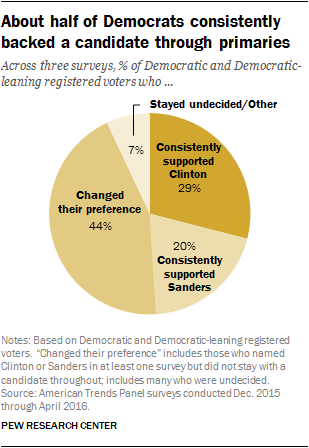 About half of Democrats consistently
backed a candidate through primaries
Across three surveys, % of Democratic and Democratic-
leaning registered voters who ...
Stayed undecided/Other
7%
Consistently
supported
Clinton
29%
Changed
their preference
44%
20%
Consistently
supported
Sanders
Notes: Based on Democratic and Democratic-leaning registered
voters. “Changed their preference” includes those who named
Clinton or Sanders in at least one survey but did not stay with a
candidate throughout; includes many who were undecided.
Source: American Trends Panel surveys conducted Dec. 2015
through April 2016.
PEW RESEARCH CENTER